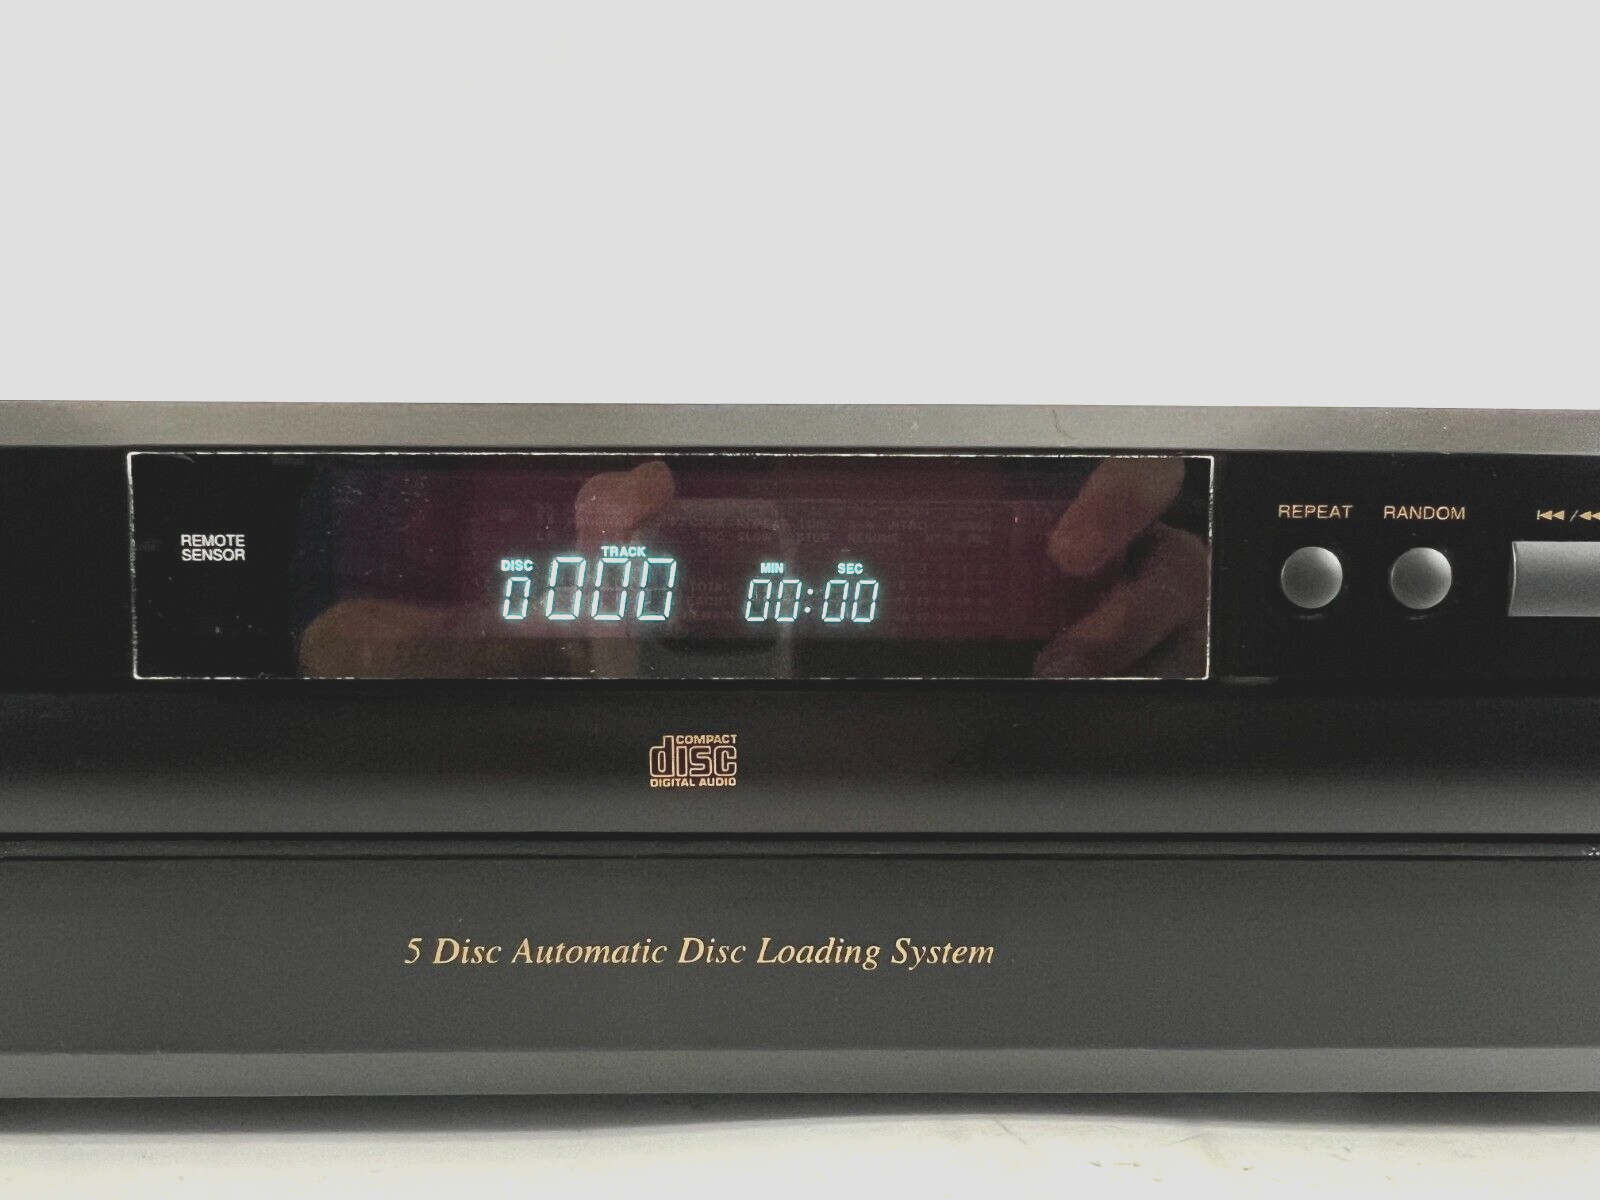 REMOTE
SENSOR
DISC TRACK MIN SEC
0 000 00:00
REPEAT RANDOM
COMPACT
disc
DIGITAL AUDIO
5 Disc Automatic Disc Loading System